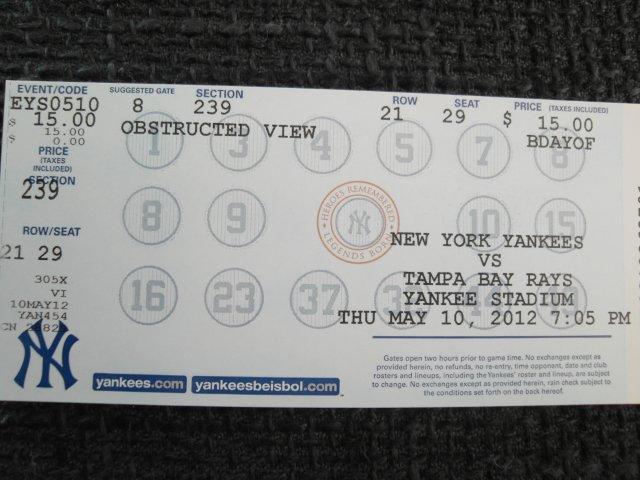 EVENT/CODE SUGGESTED GATE SECTION ROW SEAT PRICE (TAXES INCLUDED)
EYS0510 8 239 21 29 $ 15.00
$ 15.00 OBSTRUCTED VIEW BDAYOF
$ 15.00
0.00
PRICE
(TAXES
INCLUDED)
SECTION
239
ROW/SEAT
21 29
305X
VI
10MAY12
YAN454
CN
1 3 4 5 7 8
8 9 10 15
16 23 37 44
HEROES REMEMBERED
NY
LEGENDS BORN
NEW YORK YANKEES
VS
TAMPA BAY RAYS
YANKEE STADIUM
THU MAY 10, 2012 7:05 PM
NY
yankees.com yankeesbeisbol.com
Gates open two hours prior to game time. No exchanges except as
provided herein, no refunds, no re-entry, time opponent, date and club
rosters and lineups, including the Yankees' roster and lineup, are subject
to change. No exchanges except as provided herein, rain check subject to
the conditions set forth on the back hereof.